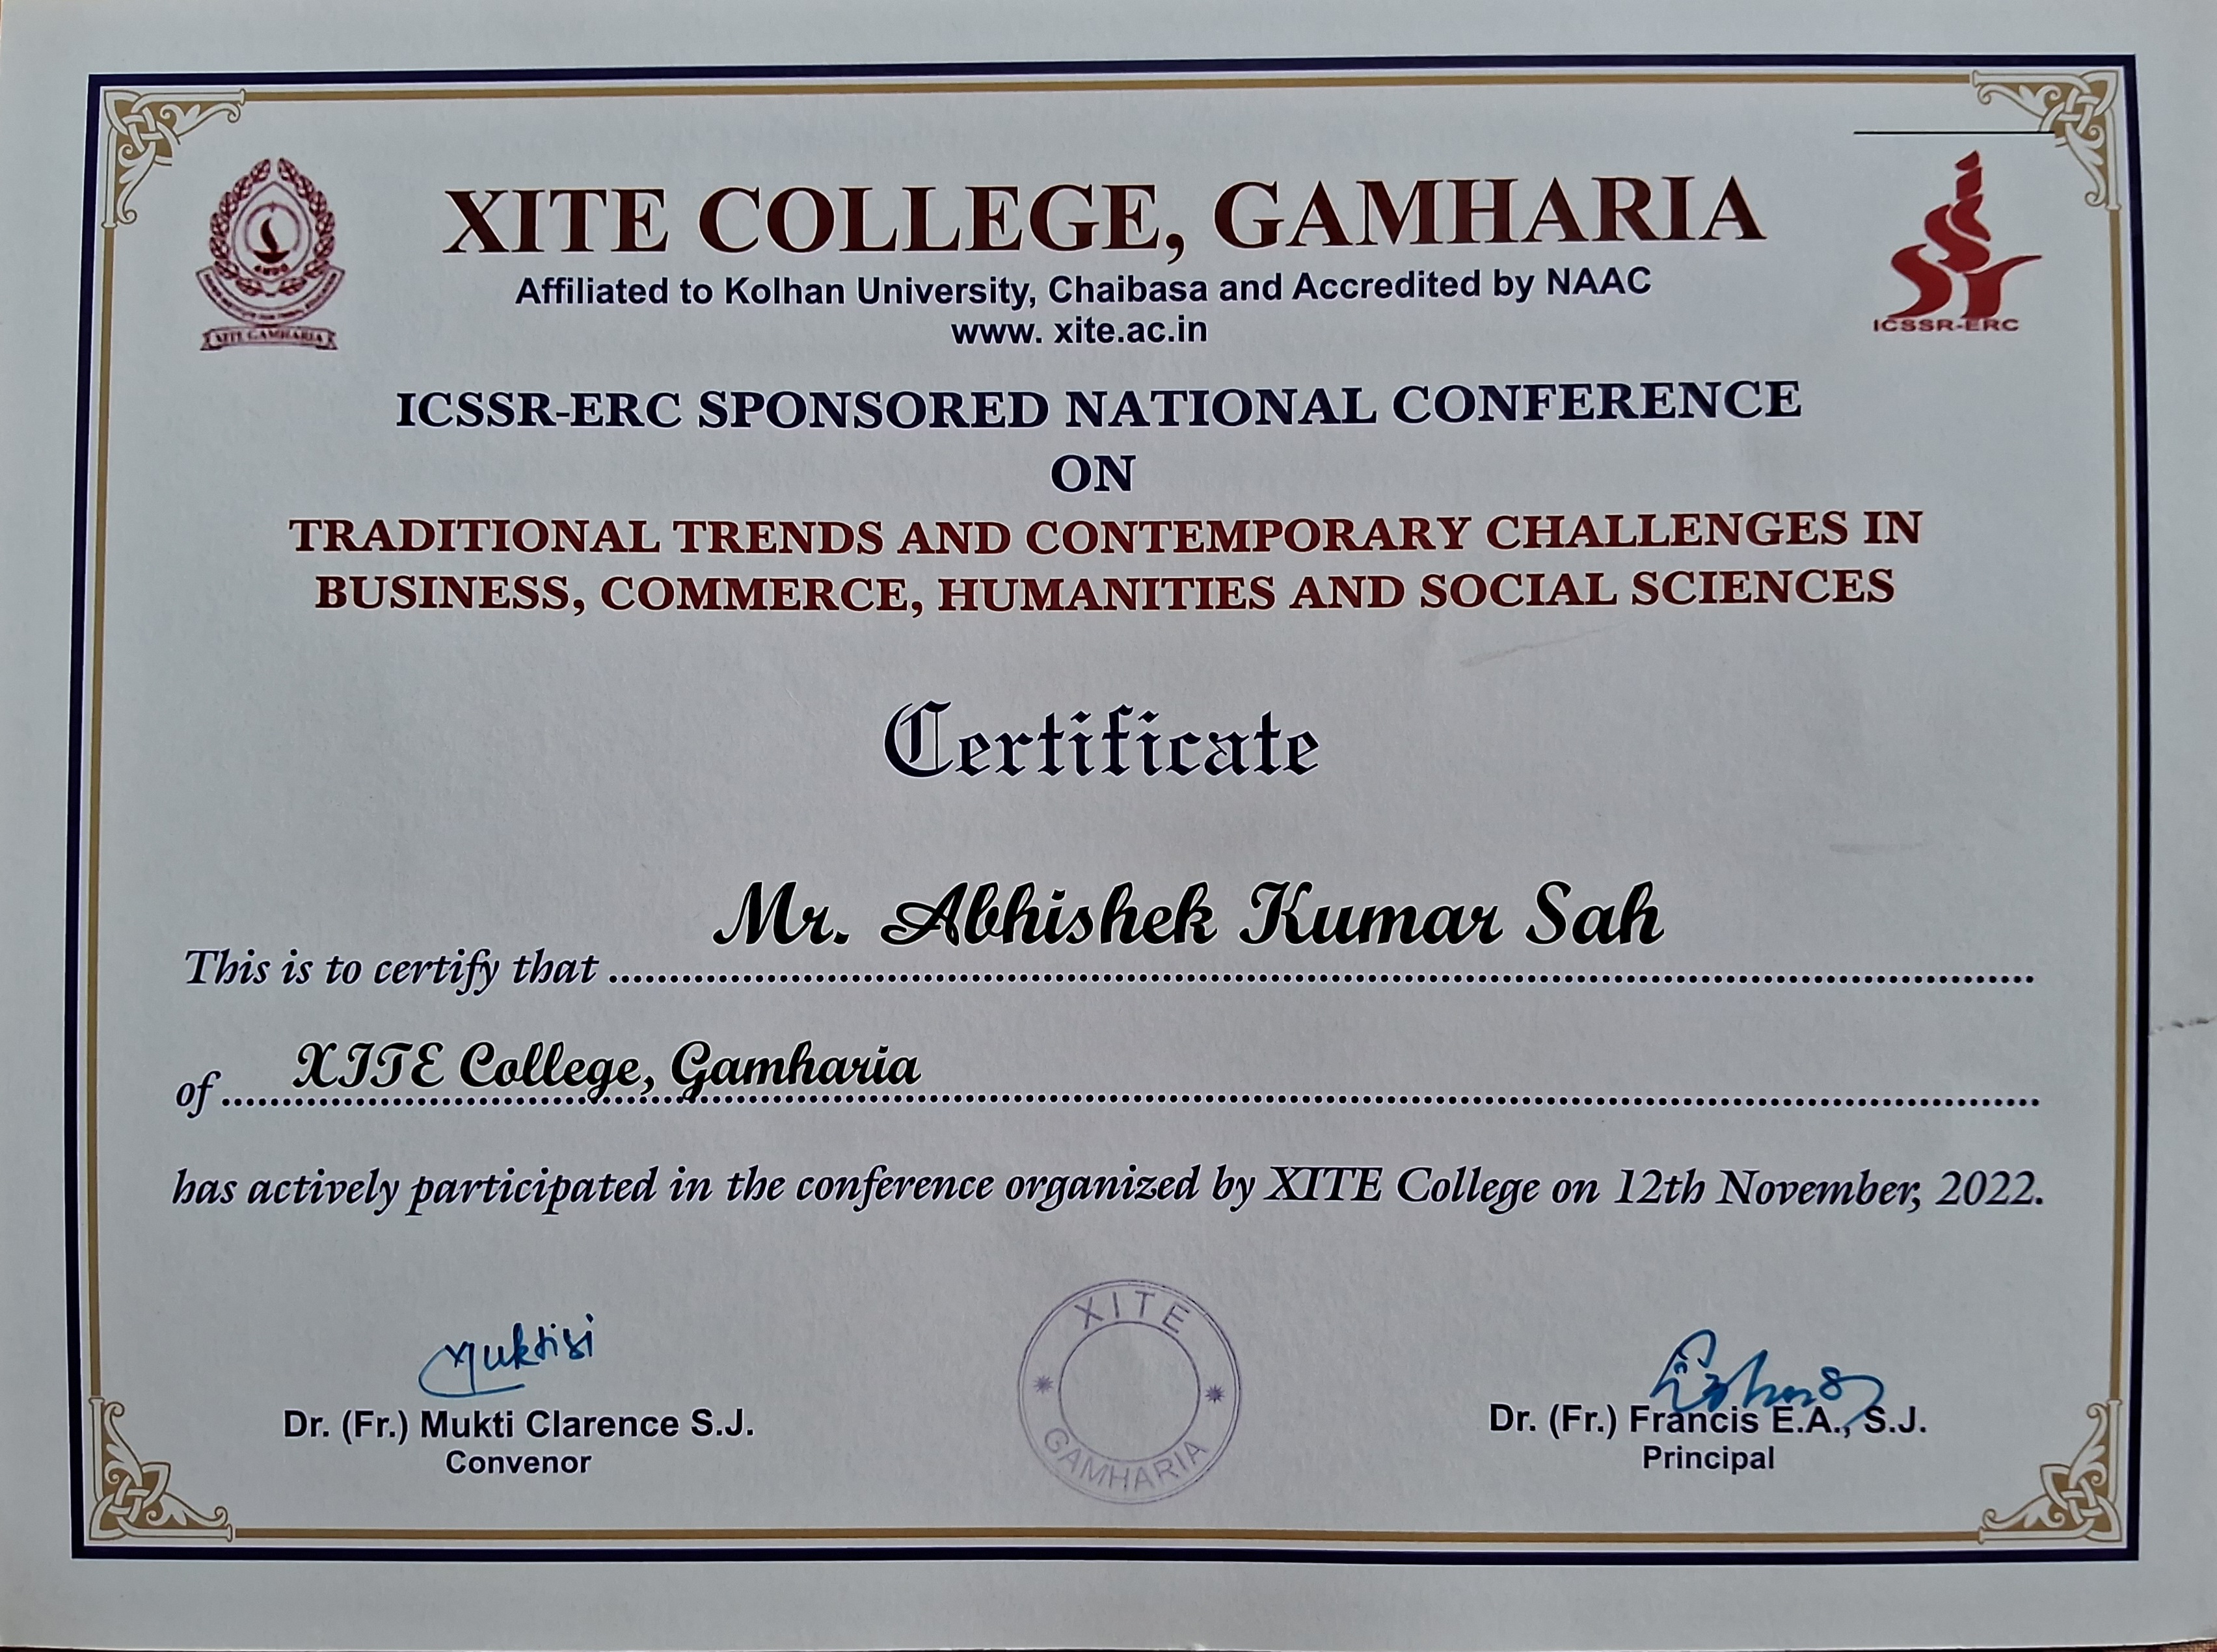 XITE COLLEGE, GAMHARIA
Affiliated to Kolhan University, Chaibasa and Accredited by NAAC
www. xite.ac.in
XITE GAMHARIA
ICSSR-ERC
ICSSR-ERC SPONSORED NATIONAL CONFERENCE
ON
TRADITIONAL TRENDS AND CONTEMPORARY CHALLENGES IN
BUSINESS, COMMERCE, HUMANITIES AND SOCIAL SCIENCES
Certificate
This is to certify that Mr. Abhishek Kumar Sah
of XITE College, Gamharia
has actively participated in the conference organized by XITE College on 12th November, 2022.
Dr. (Fr.) Mukti Clarence S.J.
Convenor
XITE
GAMHARIA
Dr. (Fr.) Francis E.A., S.J.
Principal